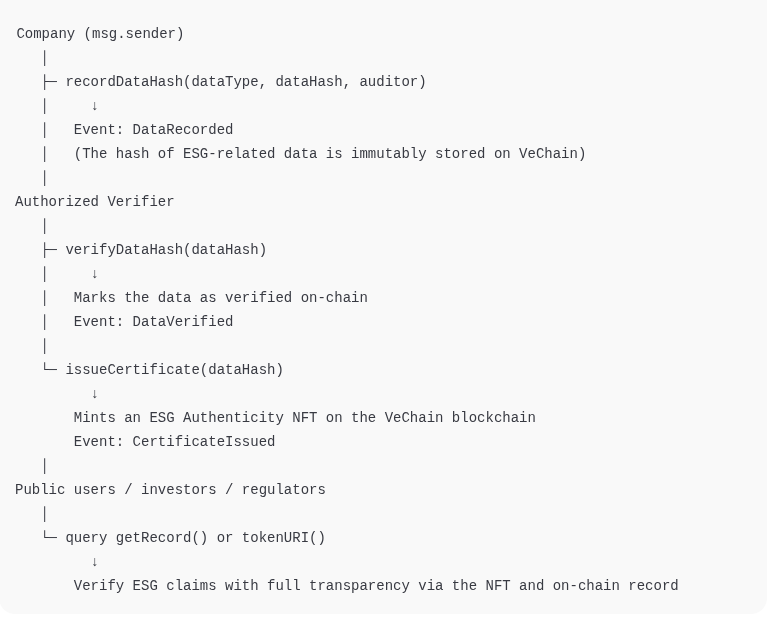 Company (msg.sender)
   │
   ├─ recordDataHash(dataType, dataHash, auditor)
   │     ↓
   │   Event: DataRecorded
   │   (The hash of ESG-related data is immutably stored on VeChain)
   │
Authorized Verifier
   │
   ├─ verifyDataHash(dataHash)
   │     ↓
   │   Marks the data as verified on-chain
   │   Event: DataVerified
   │
   └─ issueCertificate(dataHash)
         ↓
       Mints an ESG Authenticity NFT on the VeChain blockchain
       Event: CertificateIssued
   │
Public users / investors / regulators
   │
   └─ query getRecord() or tokenURI()
         ↓
       Verify ESG claims with full transparency via the NFT and on-chain record